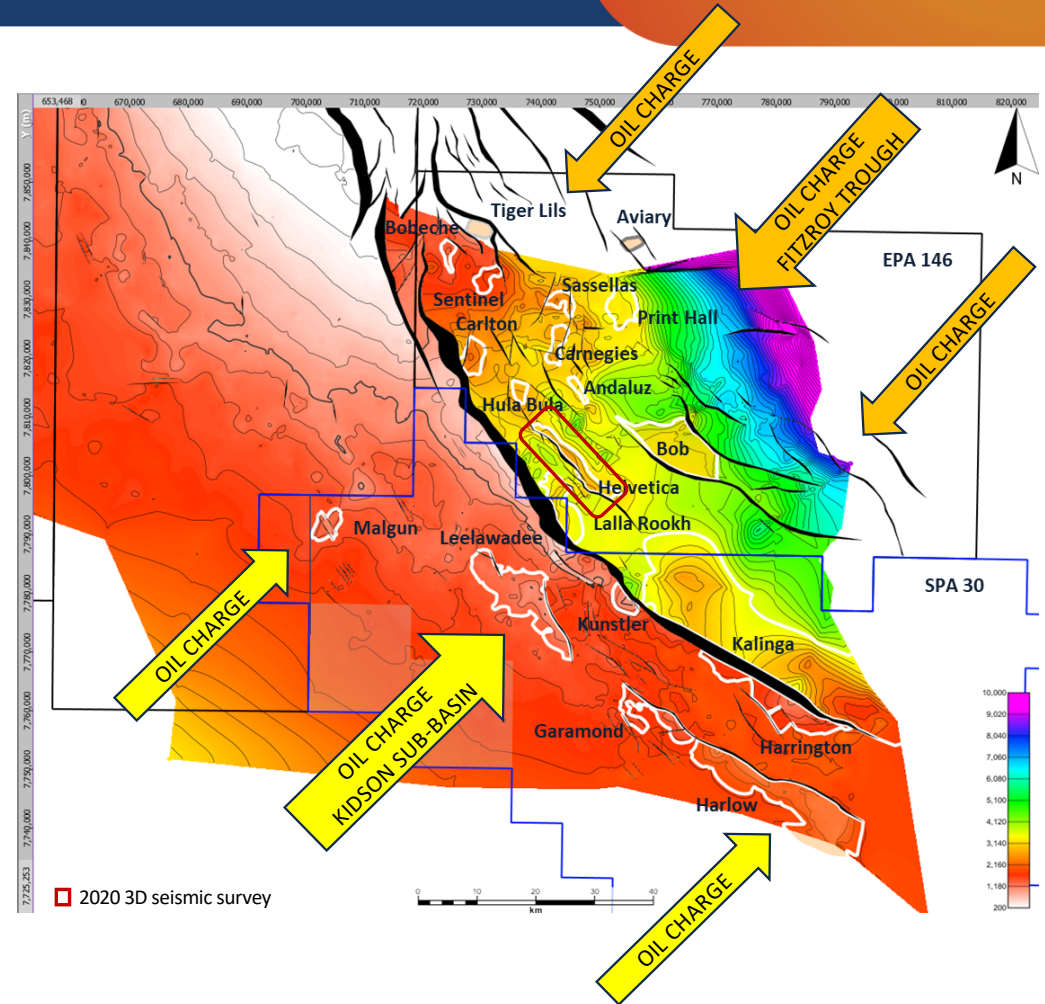 653,468
0
670,000
680,000
690,000
700,000
710,000
720,000
730,000
740,000
750,000
770,000
780,000
790,000
800,000
810,000
820,000
Y (m)
7,850,000
7,840,000
7,830,000
7,820,000
7,810,000
7,800,000
7,790,000
7,780,000
7,770,000
7,760,000
7,750,000
7,740,000
7,725,253
OIL CHARGE
OIL CHARGE
FITZROY TROUGH
OIL CHARGE
N
Tiger Lils
Aviary
Bobeche
EPA 146
Sassellas
Sentinel
Print Hall
Carlton
Carnegies
Andaluz
Hula Bula
Bob
Helvetica
Lalla Rookh
Malgun
Leelawadee
SPA 30
Kunstler
Kalinga
Garamond
Harrington
Harlow
OIL CHARGE
OIL CHARGE
KIDSON SUB-BASIN
OIL CHARGE
10,000
9,020
8,040
7,060
6,080
5,100
4,120
3,140
2,160
1,180
200
2020 3D seismic survey
0 10 20 30 40
km